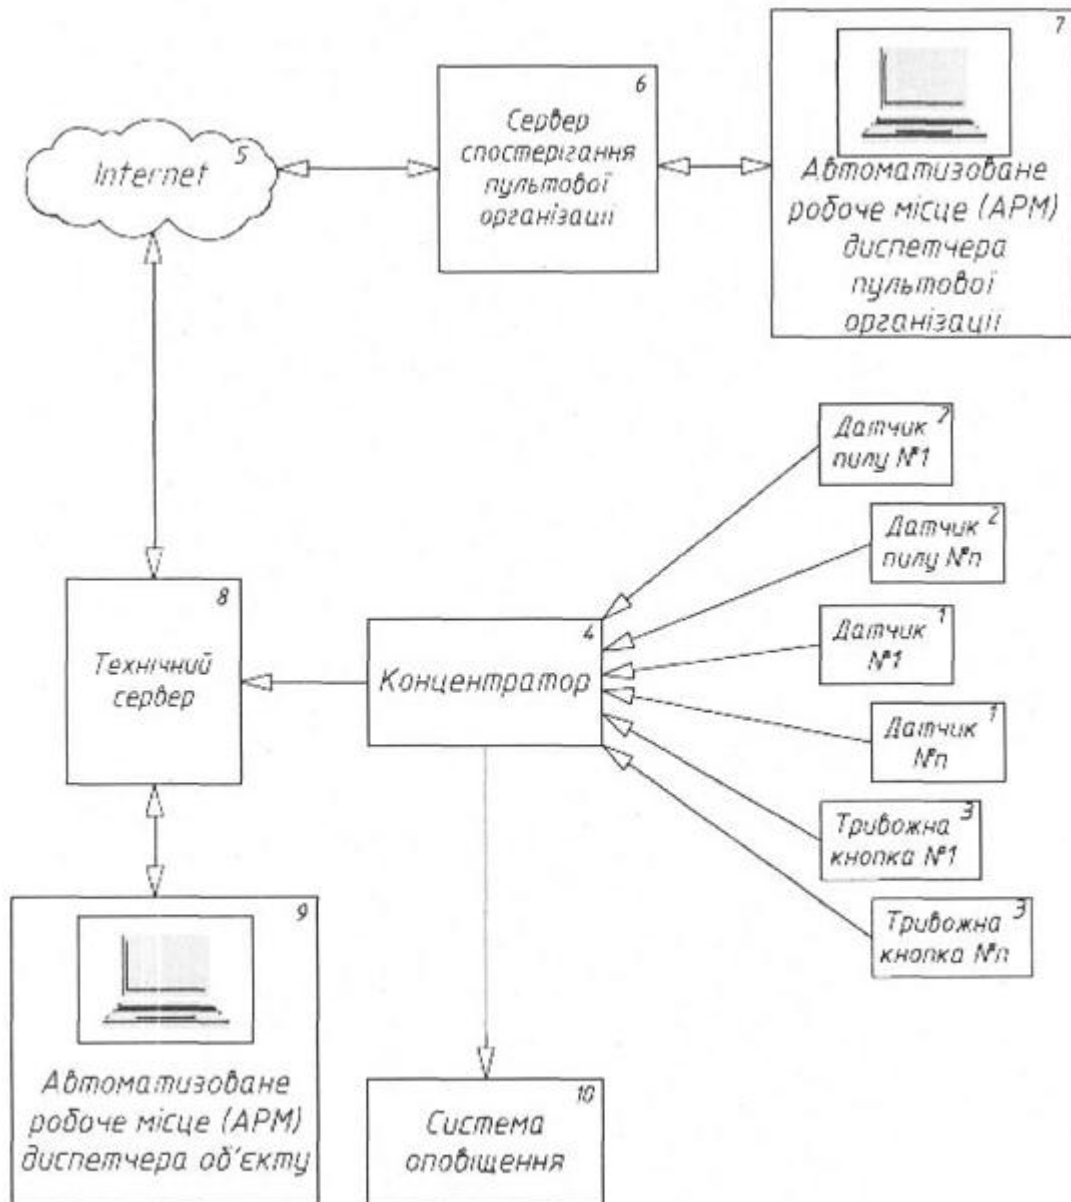 5
Internet
6
Сервер
спостерігання
пультової
організації
7
Автоматизоване
робоче місце (АРМ)
диспетчера
пультової
організації
2
Датчик
пилу №1
2
Датчик
пилу №n
1
Датчик
№1
1
Датчик
№n
3
Тривожна
кнопка №1
3
Тривожна
кнопка №n
4
Концентратор
8
Технічний
сервер
9
Автоматизоване
робоче місце (АРМ)
диспетчера об'єкту
10
Система
оповіщення